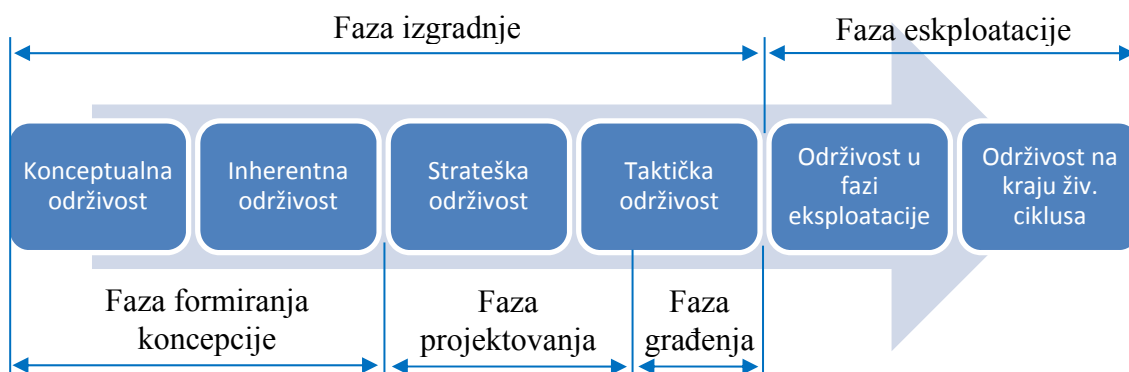 Faza izgradnje
Faza eskploatacije
Konceptualna
održivost
Inherentna
održivost
Strateška
održivost
Taktička
održivost
Održivost u
fazi
eksploatacije
Održivost na
kraju živ.
ciklusa
Faza formiranja
koncepcije
Faza
projektovanja
Faza
građenja